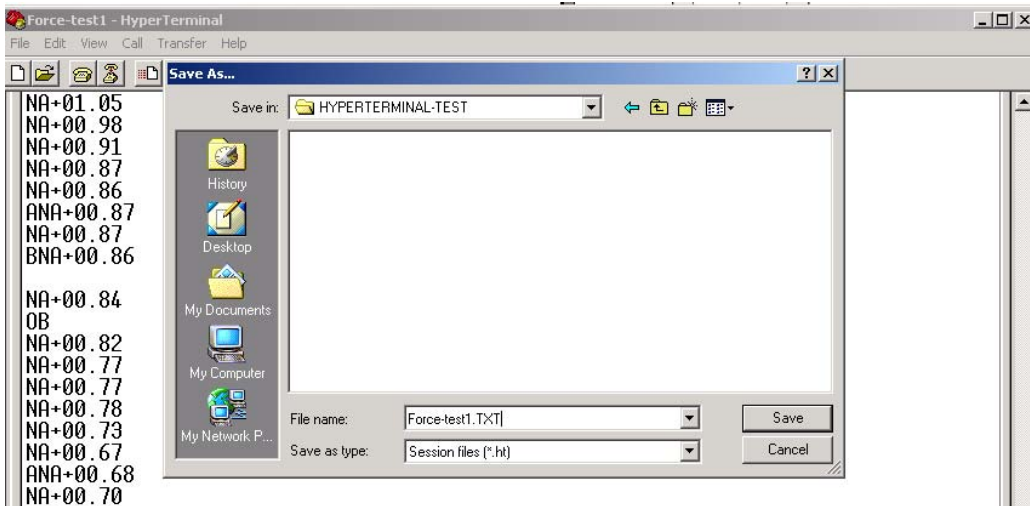 Force-test1 - HyperTerminal
File Edit View Call Transfer Help
Save As...
Save in: HYPERTERMINAL-TEST
History
Desktop
My Documents
My Computer
My Network P...
File name: Force-test1.TXT
Save
Save as type: Session files (*.ht)
Cancel
NA+01.05
NA+00.98
NA+00.91
NA+00.87
NA+00.86
ANA+00.87
NA+00.87
BNA+00.86
NA+00.84
OB
NA+00.82
NA+00.77
NA+00.77
NA+00.78
NA+00.73
NA+00.67
ANA+00.68
NA+00.70